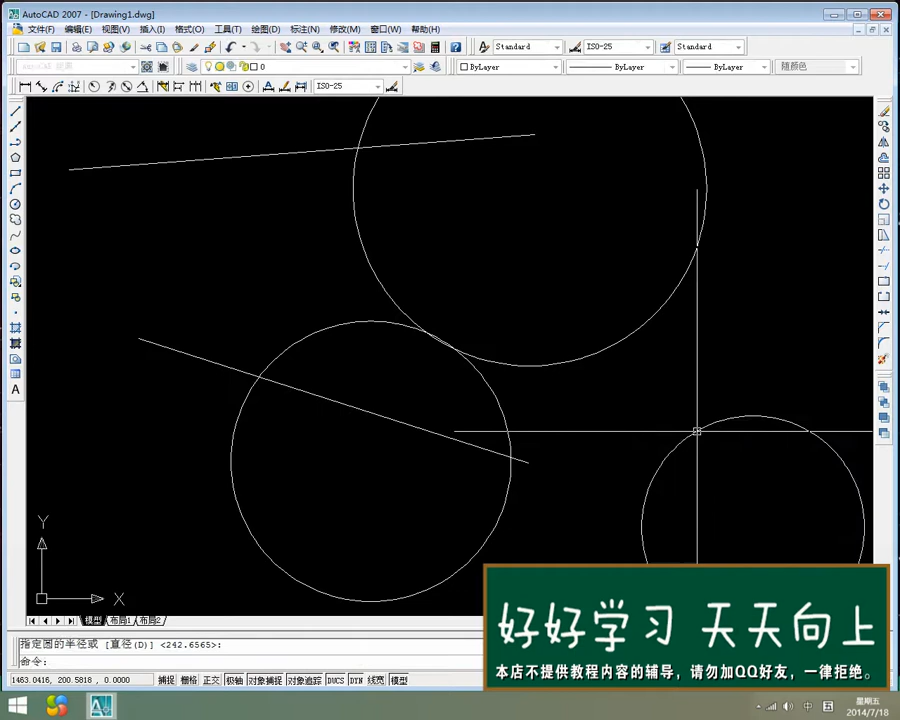 AutoCAD 2007 - [Drawing1.dwg]
文件(F) 编辑(E) 视图(V) 插入(I) 格式(O) 工具(T) 绘图(D) 标注(N) 修改(M) 窗口(W) 帮助(H)
Standard ISO-25 Standard
0 ByLayer ByLayer ByLayer 随颜色
ISO-25
A
Y
X
模型 布局1 布局2
指定圆的半径或 [直径(D)] <242.6565>:
命令:
1463.0416, 200.5818 , 0.0000 捕捉 栅格 正交 极轴 对象捕捉 对象追踪 DUCS DYN 线宽 模型
好好学习 天天向上
本店不提供教程内容的辅导，请勿加QQ好友，一律拒绝。
中 五
星期五
2014/7/18